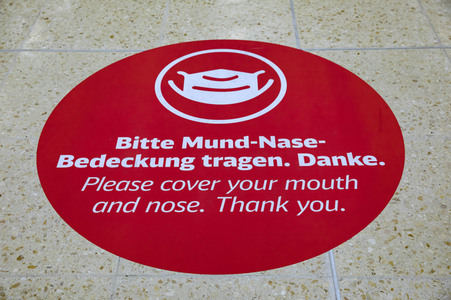 Bitte Mund-Nase-
Bedeckung tragen. Danke.
Please cover your mouth
and nose. Thank you.